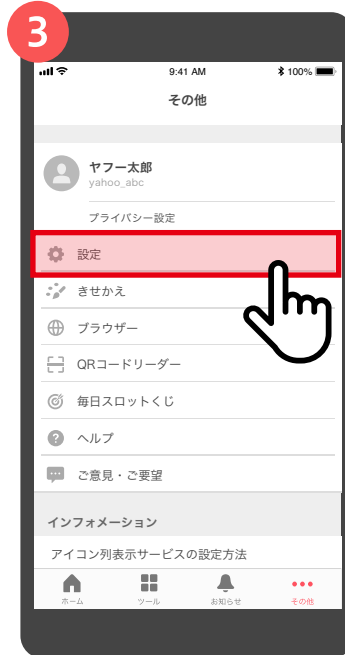 3
9:41 AM
100%
その他
ヤフー太郎
yahoo_abc
プライバシー設定
設定
きせかえ
ブラウザー
QRコードリーダー
毎日スロットくじ
ヘルプ
ご意見・ご要望
インフォメーション
アイコン列表示サービスの設定方法
ホーム
ツール
お知らせ
その他